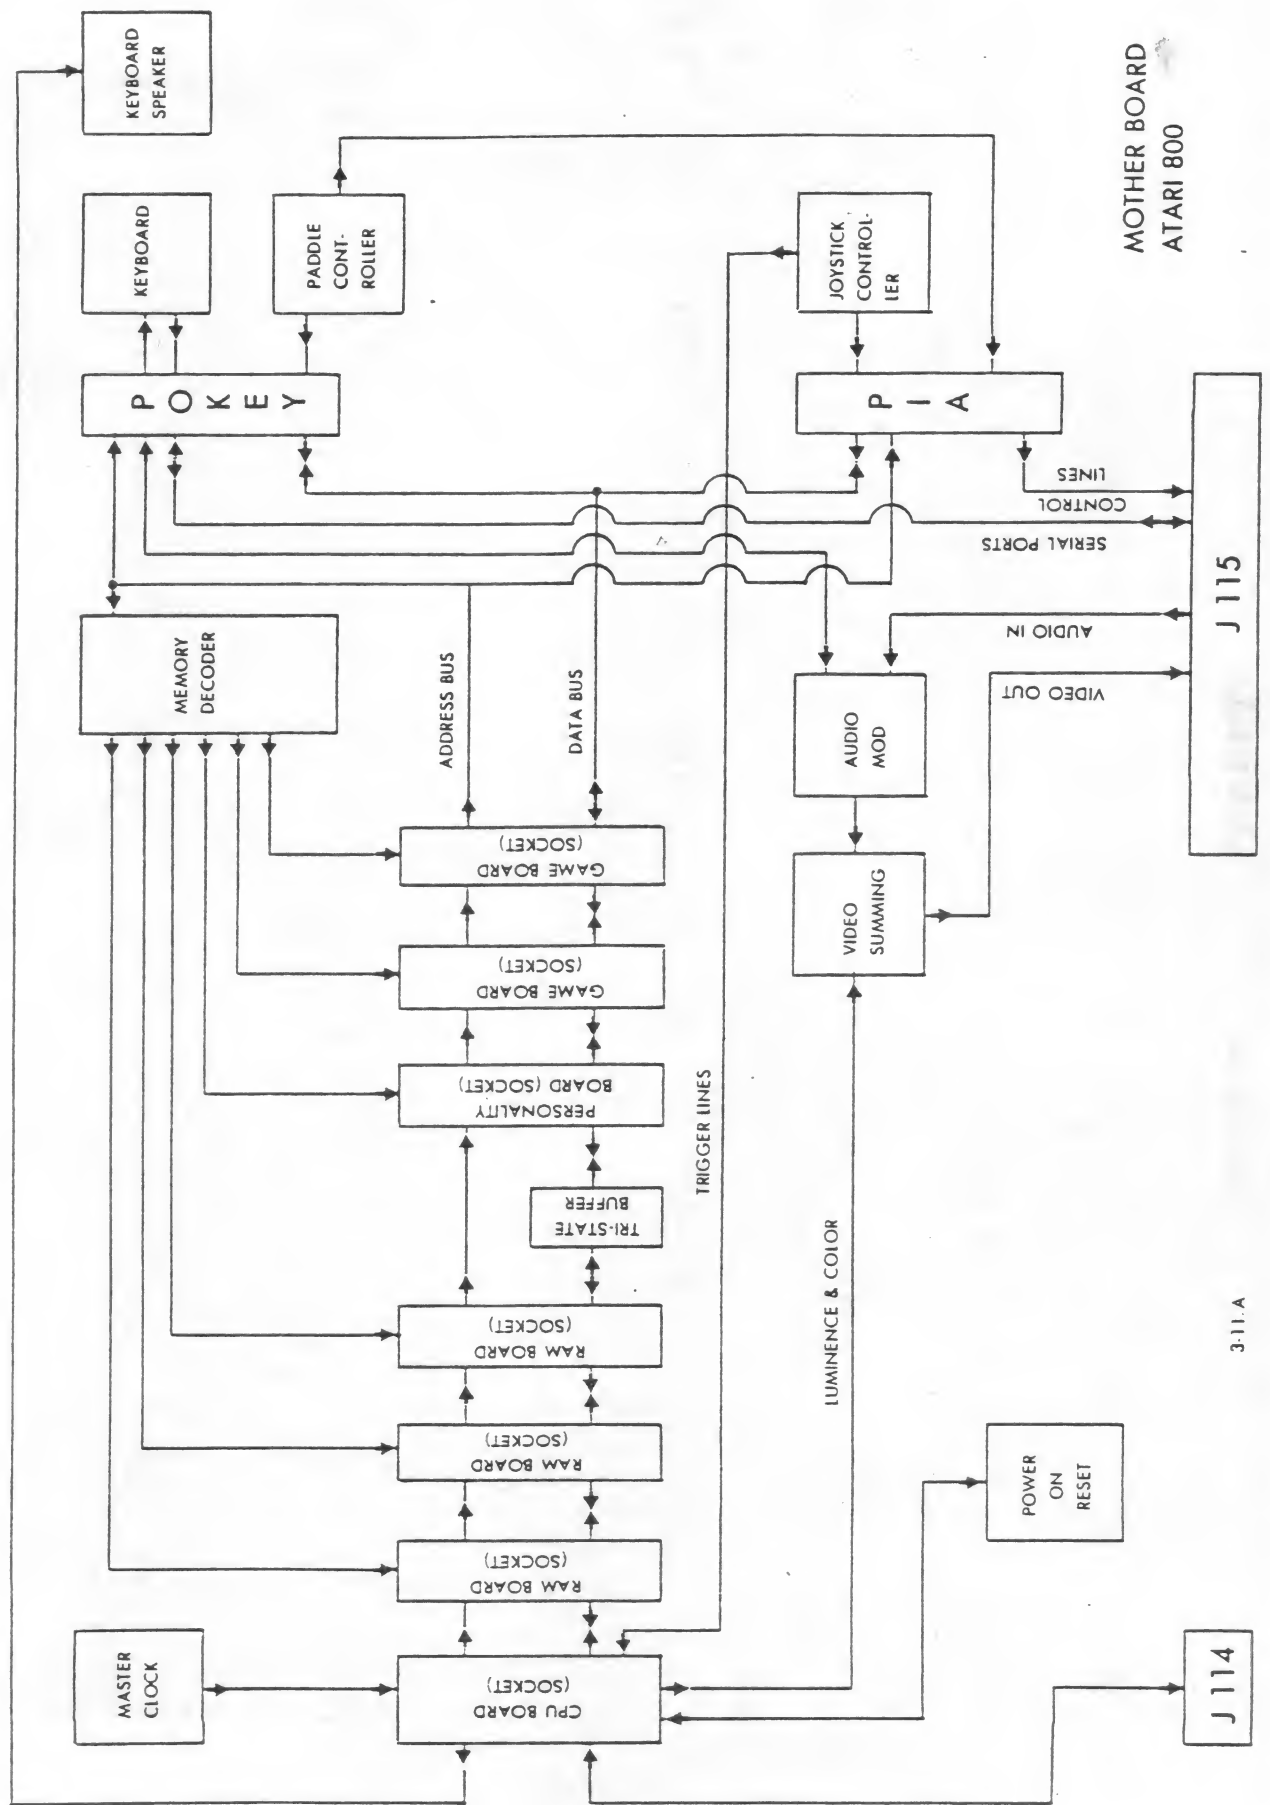 MOTHER BOARD
ATARI 800
KEYBOARD
SPEAKER
KEYBOARD
PADDLE
CONT-
ROLLER
JOYSTICK
CONTROL-
LER
POKEY
PIA
LINES
CONTROL
SERIAL PORTS
AUDIO IN
VIDEO OUT
J 115
MEMORY
DECODER
ADDRESS BUS
DATA BUS
AUDIO
MOD
VIDEO
SUMMING
GAME BOARD
(SOCKET)
GAME BOARD
(SOCKET)
PERSONALITY
BOARD (SOCKET)
TRI-STATE
BUFFER
TRIGGER LINES
LUMINENCE & COLOR
RAM BOARD
(SOCKET)
RAM BOARD
(SOCKET)
RAM BOARD
(SOCKET)
MASTER
CLOCK
CPU BOARD
(SOCKET)
POWER
ON
RESET
J 114
3-11. A